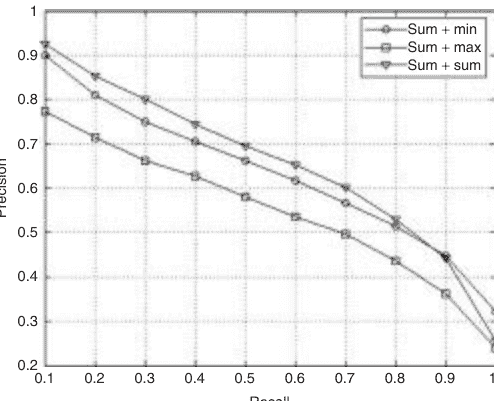 1
0.9
0.8
0.7
0.6
0.5
0.4
0.3
0.2
Precision
Sum + min
Sum + max
Sum + sum
0.1 0.2 0.3 0.4 0.5 0.6 0.7 0.8 0.9 1
Recall